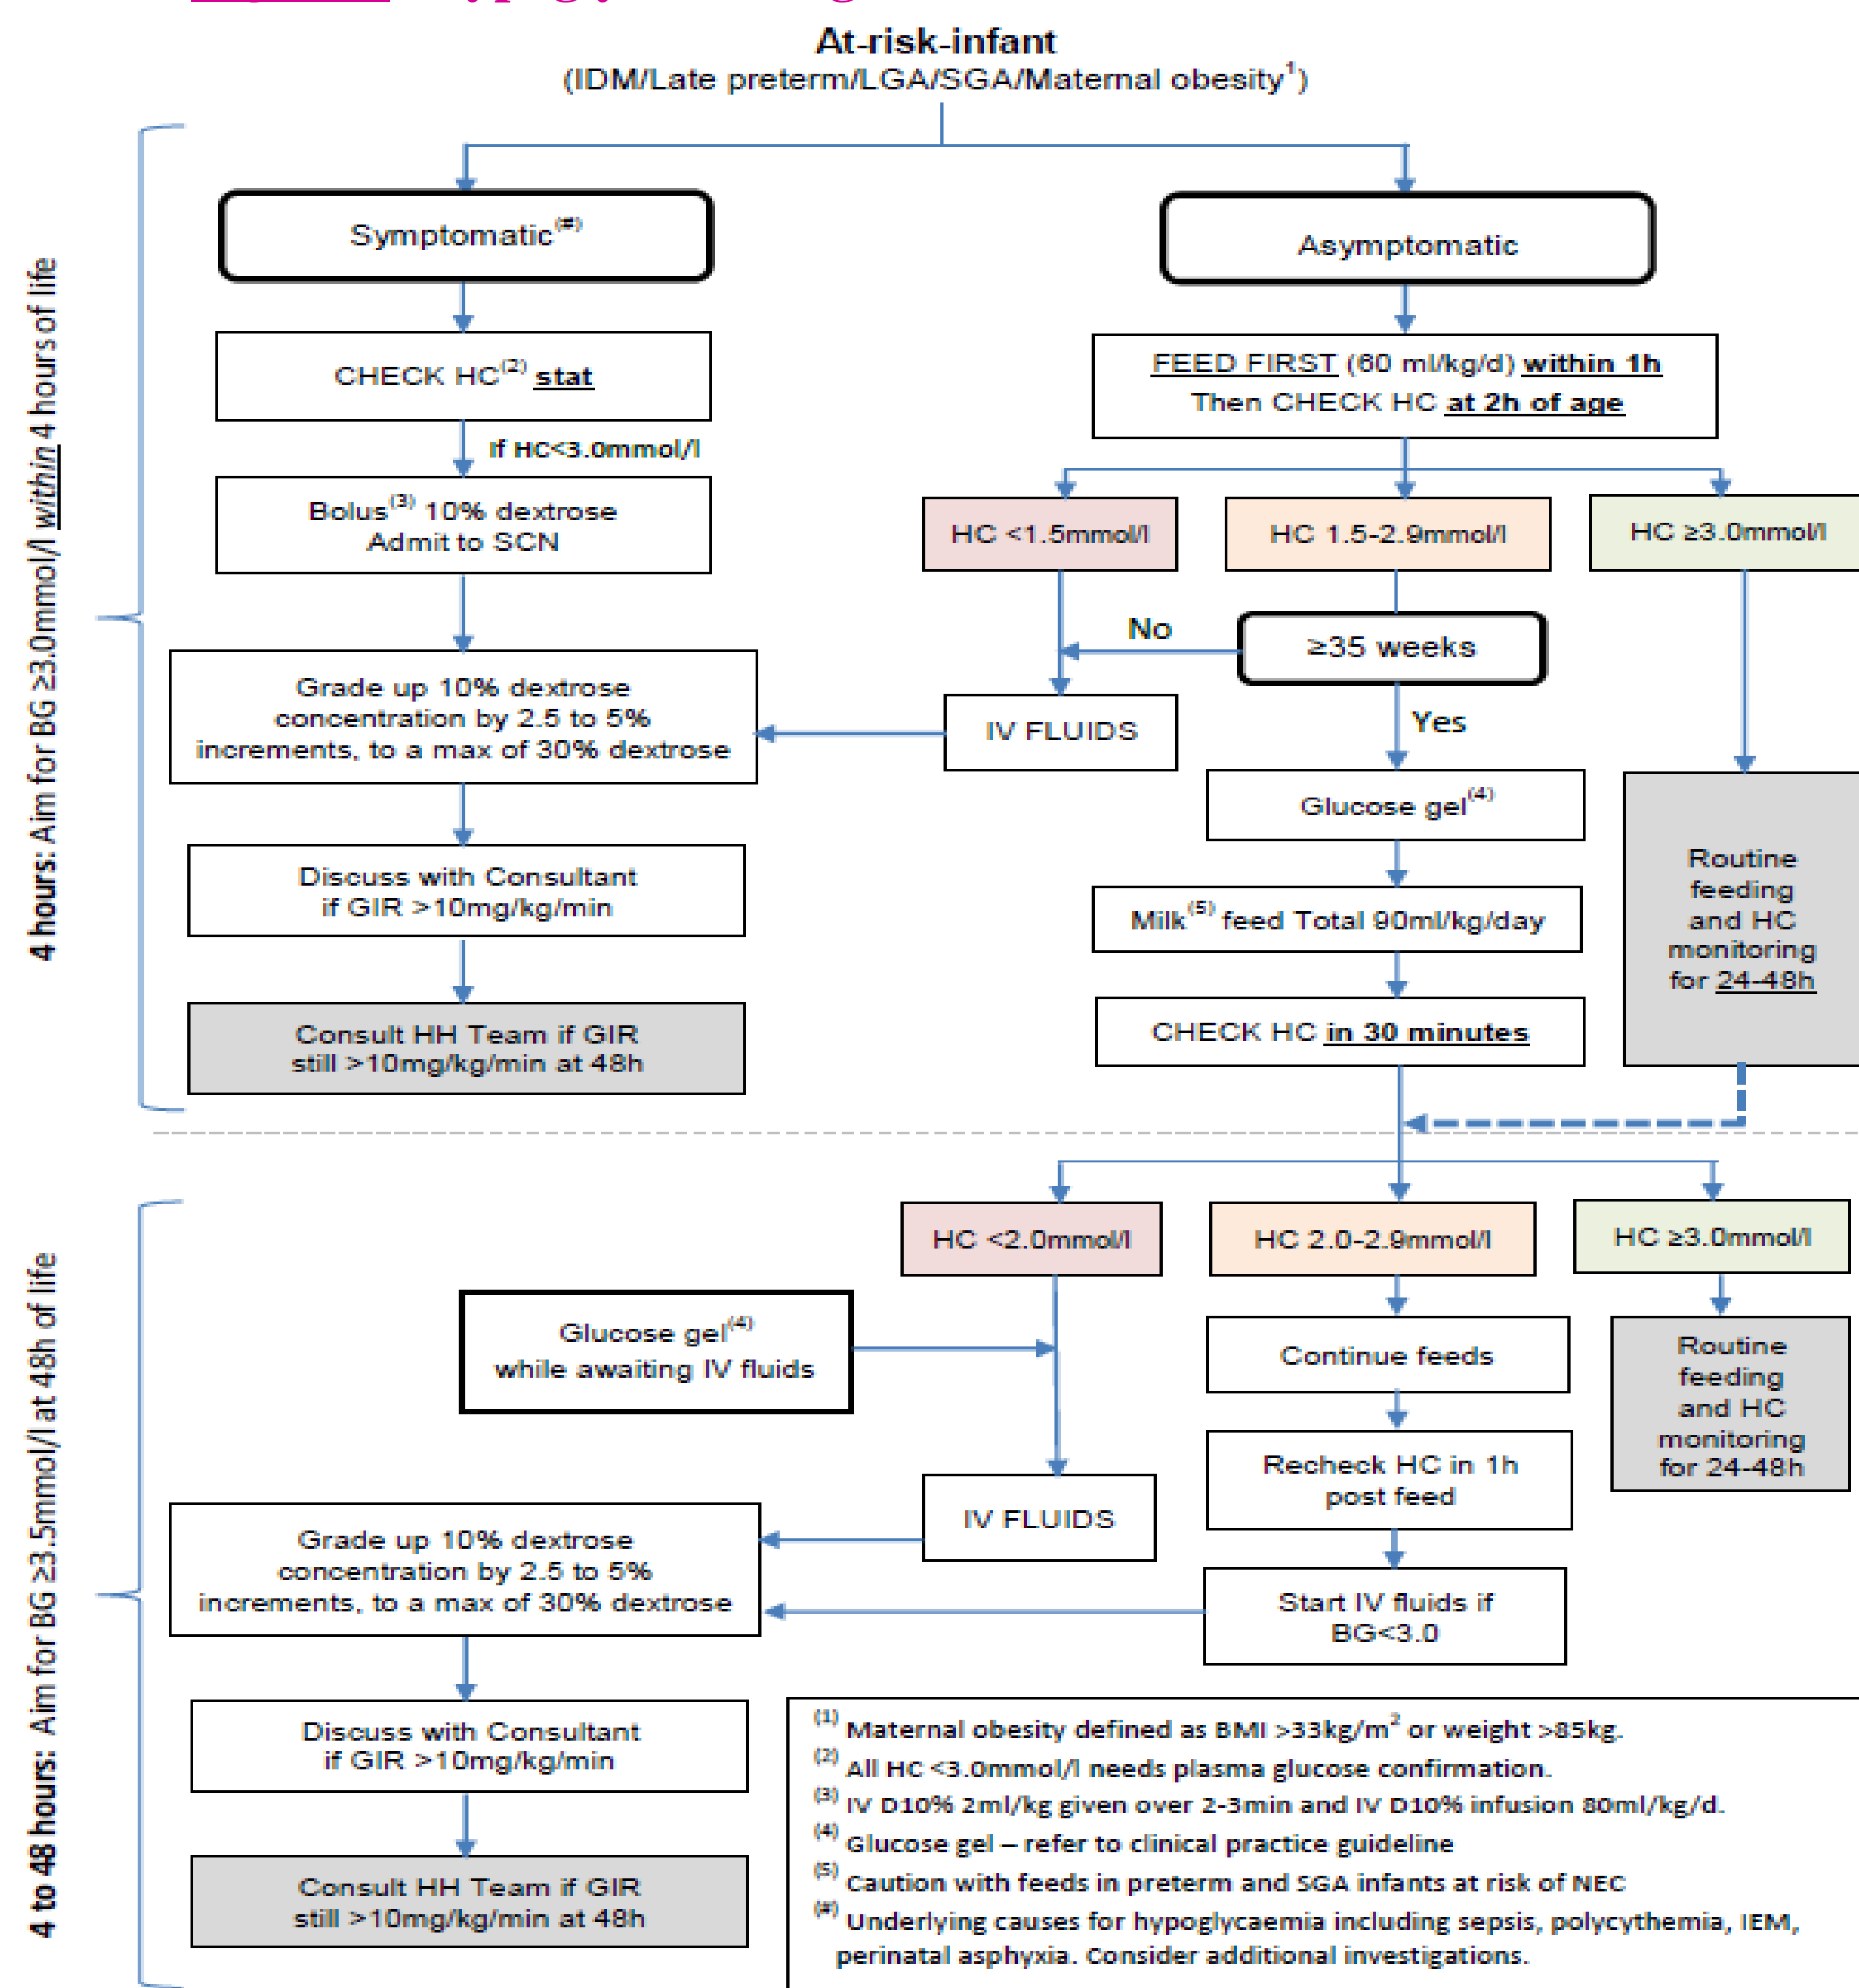 At-risk-infant
(IDM/Late preterm/LGA/SGA/Maternal obesity¹)
4 hours: Aim for BG ≥3.0mmol/l within 4 hours of life
Symptomatic(#)
Asymptomatic
CHECK HC(2) stat
FEED FIRST (60 ml/kg/d) within 1h
Then CHECK HC at 2h of age
If HC<3.0mmol/l
Bolus(3) 10% dextrose
Admit to SCN
HC <1.5mmol/l
HC 1.5-2.9mmol/l
HC ≥3.0mmol/l
No
≥35 weeks
Grade up 10% dextrose
concentration by 2.5 to 5%
increments, to a max of 30% dextrose
IV FLUIDS
Yes
Glucose gel(4)
Discuss with Consultant
if GIR >10mg/kg/min
Milk(5) feed Total 90ml/kg/day
Routine
feeding
and HC
monitoring
for 24-48h
Consult HH Team if GIR
still >10mg/kg/min at 48h
CHECK HC in 30 minutes
4 to 48 hours: Aim for BG ≥3.5mmol/l at 48h of life
HC <2.0mmol/l
HC 2.0-2.9mmol/l
HC ≥3.0mmol/l
Glucose gel(4)
while awaiting IV fluids
Continue feeds
Routine
feeding
and HC
monitoring
for 24-48h
Recheck HC in 1h
post feed
IV FLUIDS
Grade up 10% dextrose
concentration by 2.5 to 5%
increments, to a max of 30% dextrose
Start IV fluids if
BG<3.0
Discuss with Consultant
if GIR >10mg/kg/min
Consult HH Team if GIR
still >10mg/kg/min at 48h
(1) Maternal obesity defined as BMI >33kg/m² or weight >85kg.
(2) All HC <3.0mmol/l needs plasma glucose confirmation.
(3) IV D10% 2ml/kg given over 2-3min and IV D10% infusion 80ml/kg/d.
(4) Glucose gel – refer to clinical practice guideline
(5) Caution with feeds in preterm and SGA infants at risk of NEC
(#) Underlying causes for hypoglycaemia including sepsis, polycythemia, IEM,
perinatal asphyxia. Consider additional investigations.